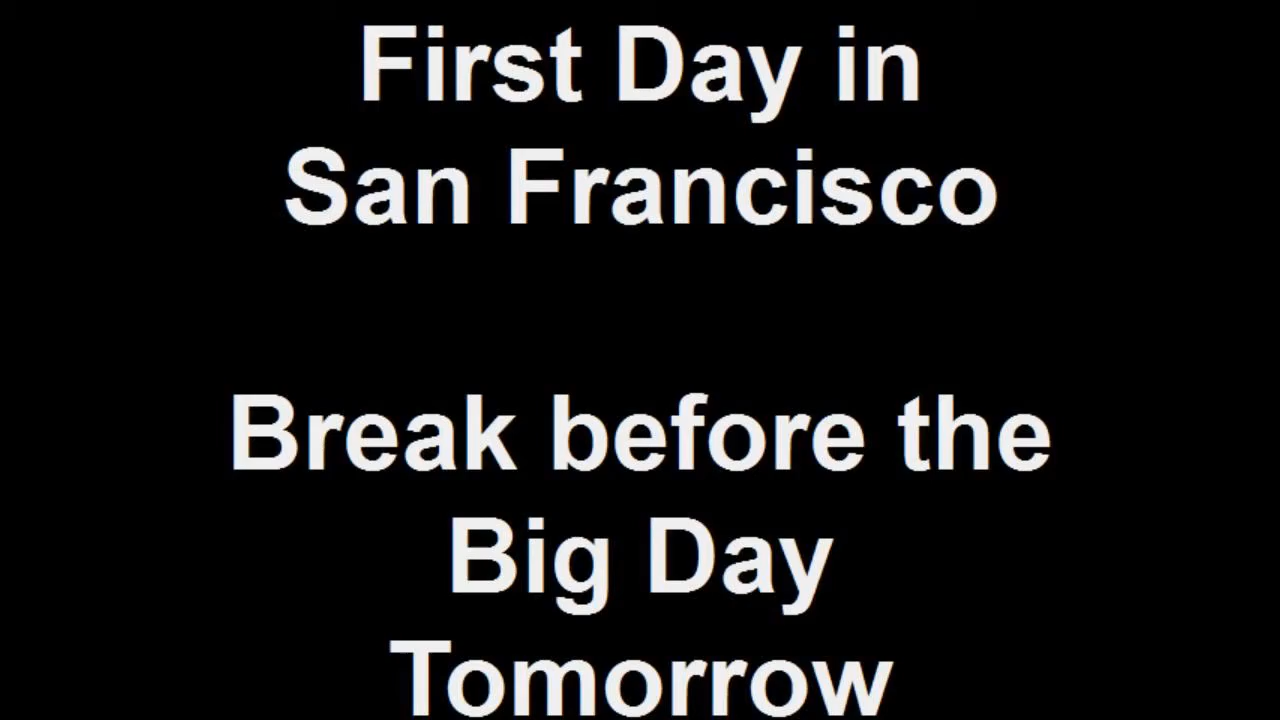 First Day in
San Francisco
Break before the
Big Day
Tomorrow